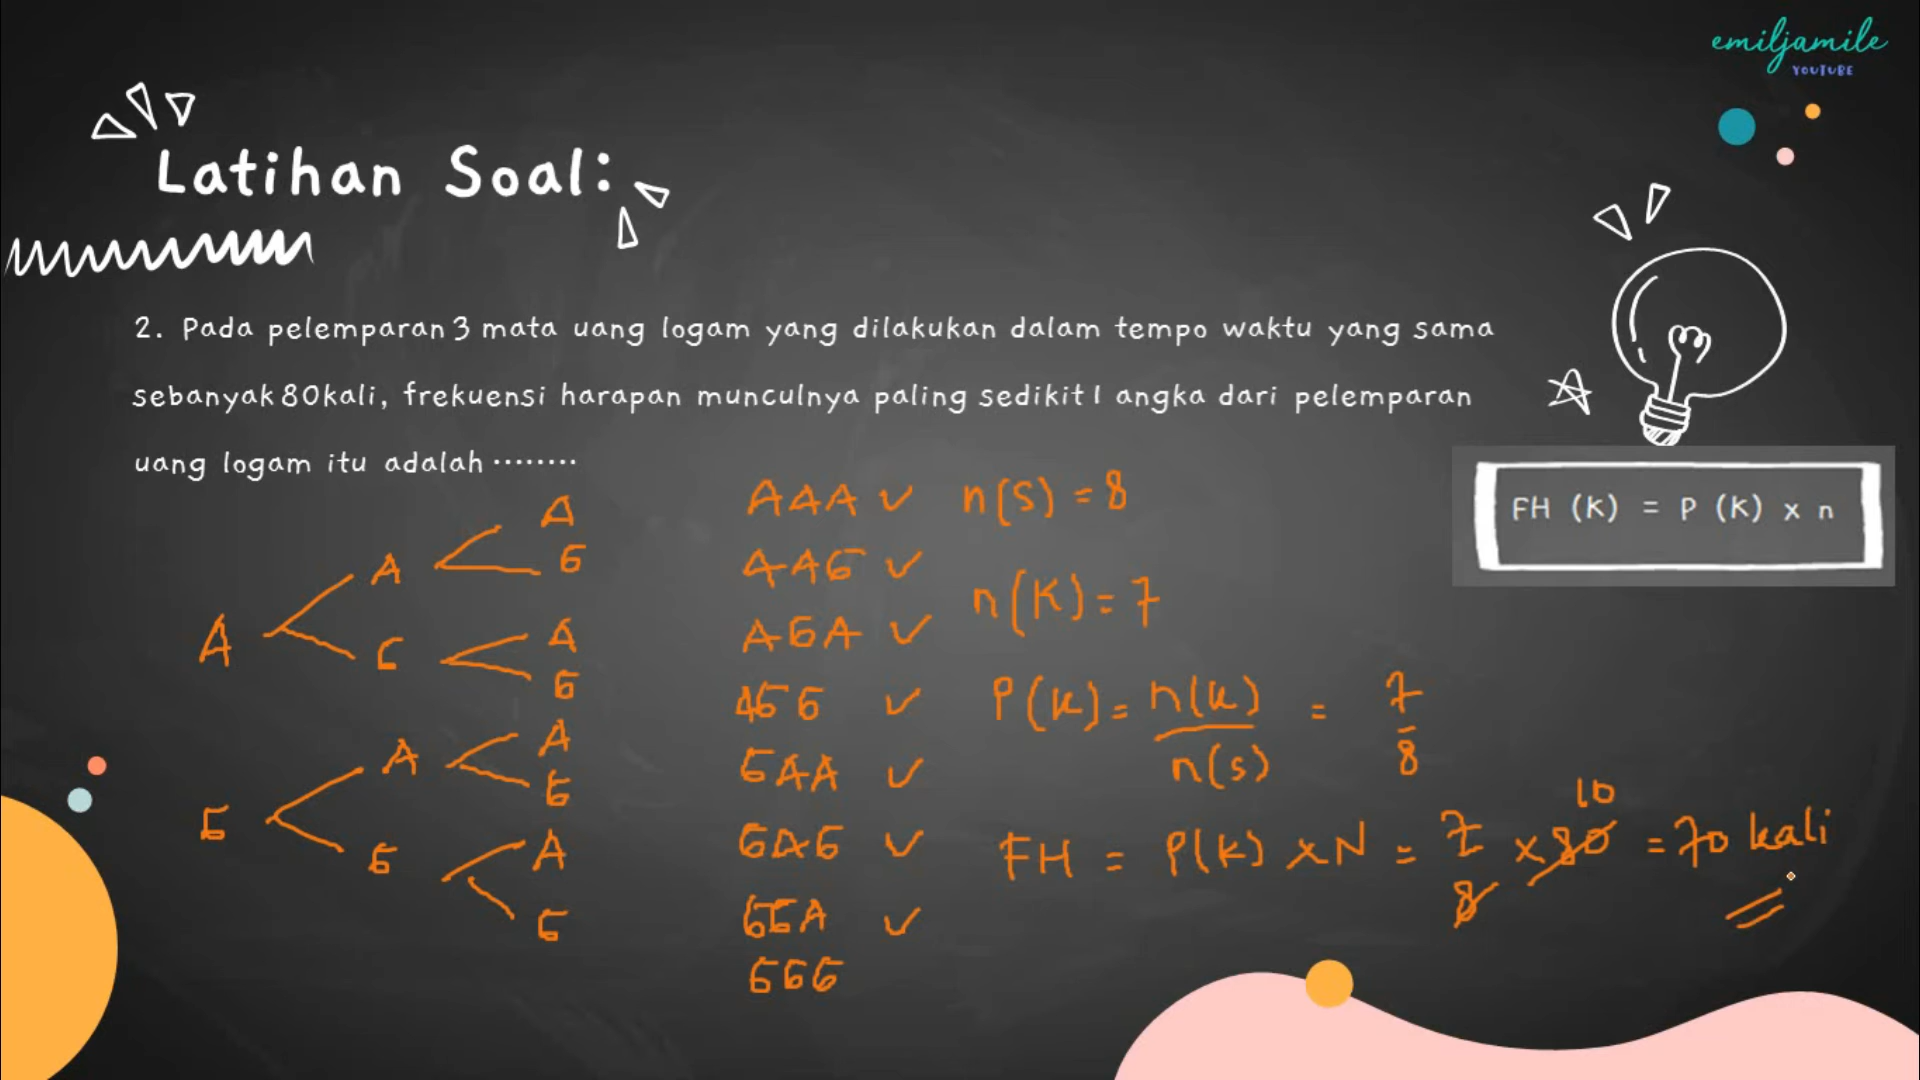 emiljamile
YOUTUBE
Latihan Soal:
2. Pada pelemparan 3 mata uang logam yang dilakukan dalam tempo waktu yang sama
sebanyak 80kali, frekuensi harapan munculnya paling sedikit 1 angka dari pelemparan
uang logam itu adalah ········
FH (K) = P (K) x n
A
A
A
G
G
A
G
G
A
A
G
G
A
G
AAA ✓
AAG ✓
AGA ✓
AGG ✓
GAA ✓
GAG ✓
GGA ✓
GGG
n(S) = 8
n(K) = 7
P(K) = n(K)/n(s) = 7/8
10
FH = P(K) x N = 7/8 x 80 = 70 kali